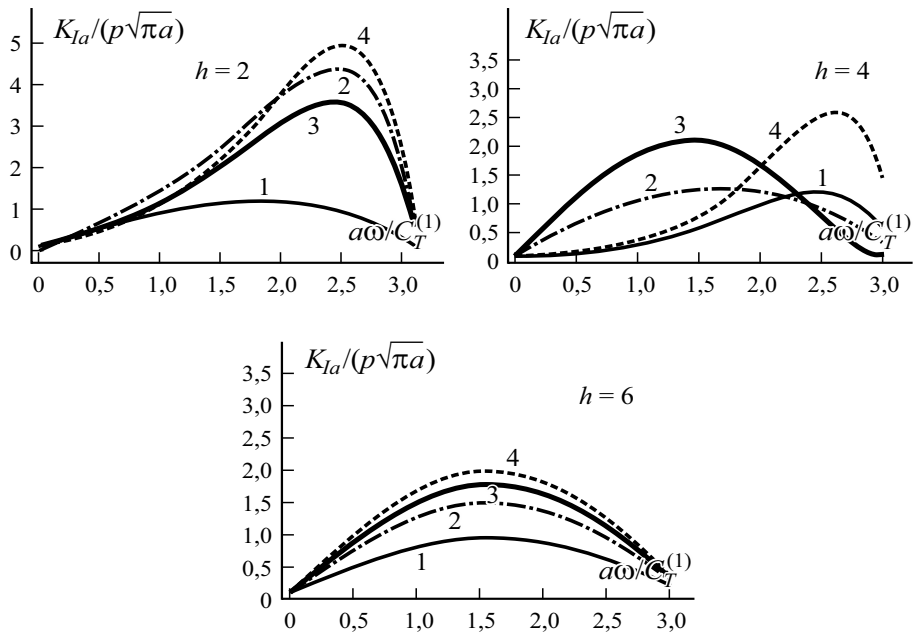 K_{Ia}/(p√πa)
5
4
3
2
1
0
h = 2
4
2
3
1
aω/C_T^{(1)}
0 0,5 1,0 1,5 2,0 2,5 3,0
K_{Ia}/(p√πa)
3,5
3,0
2,5
2,0
1,5
1,0
0,5
0
h = 4
3
4
2
1
aω/C_T^{(1)}
0 0,5 1,0 1,5 2,0 2,5 3,0
K_{Ia}/(p√πa)
3,5
3,0
2,5
2,0
1,5
1,0
0,5
0
h = 6
4
3
2
1
aω/C_T^{(1)}
0 0,5 1,0 1,5 2,0 2,5 3,0